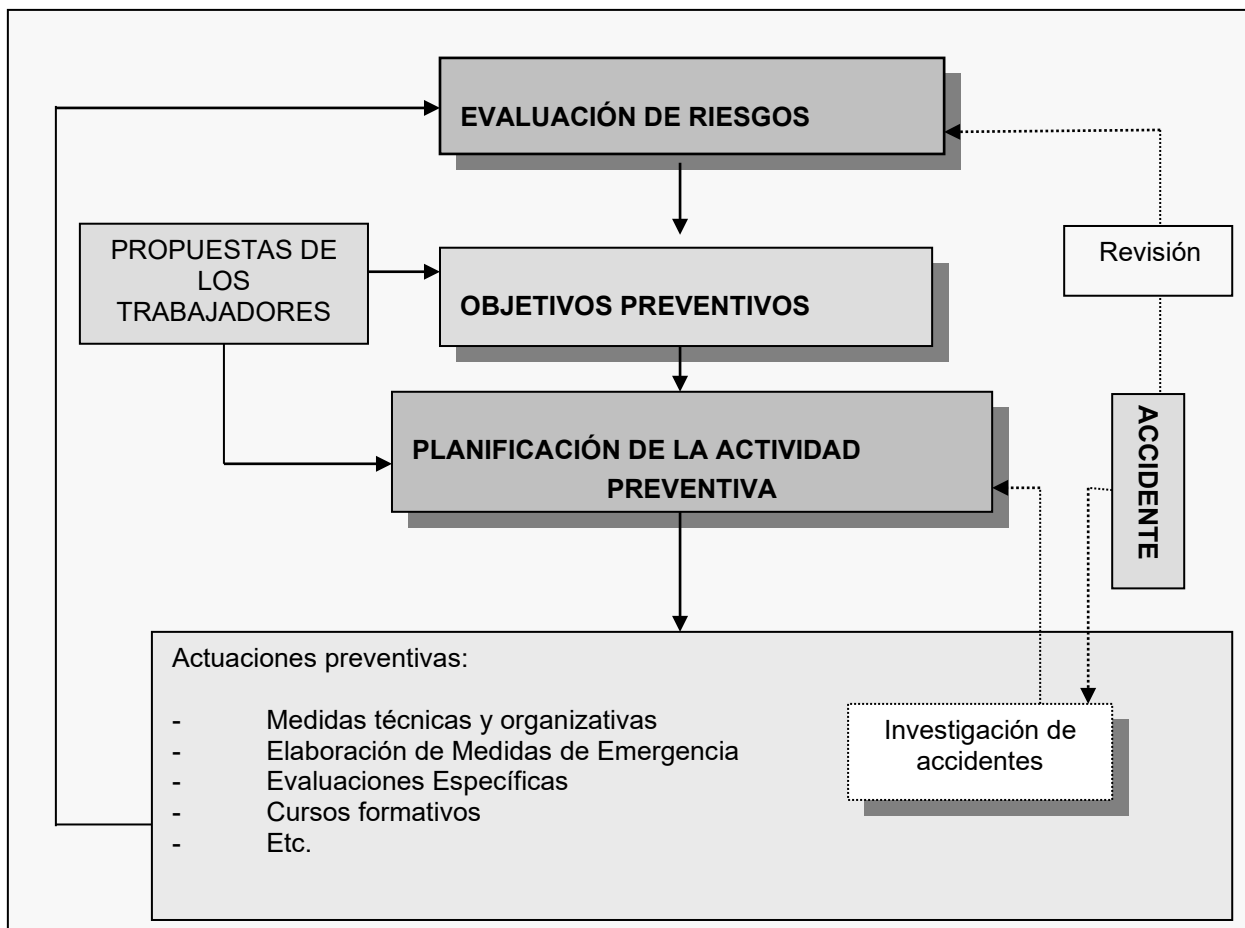 EVALUACIÓN DE RIESGOS
PROPUESTAS DE
LOS
TRABAJADORES
Revisión
OBJETIVOS PREVENTIVOS
PLANIFICACIÓN DE LA ACTIVIDAD
PREVENTIVA
ACCIDENTE
Actuaciones preventivas:
- Medidas técnicas y organizativas
- Elaboración de Medidas de Emergencia
- Evaluaciones Específicas
- Cursos formativos
- Etc.
Investigación de
accidentes